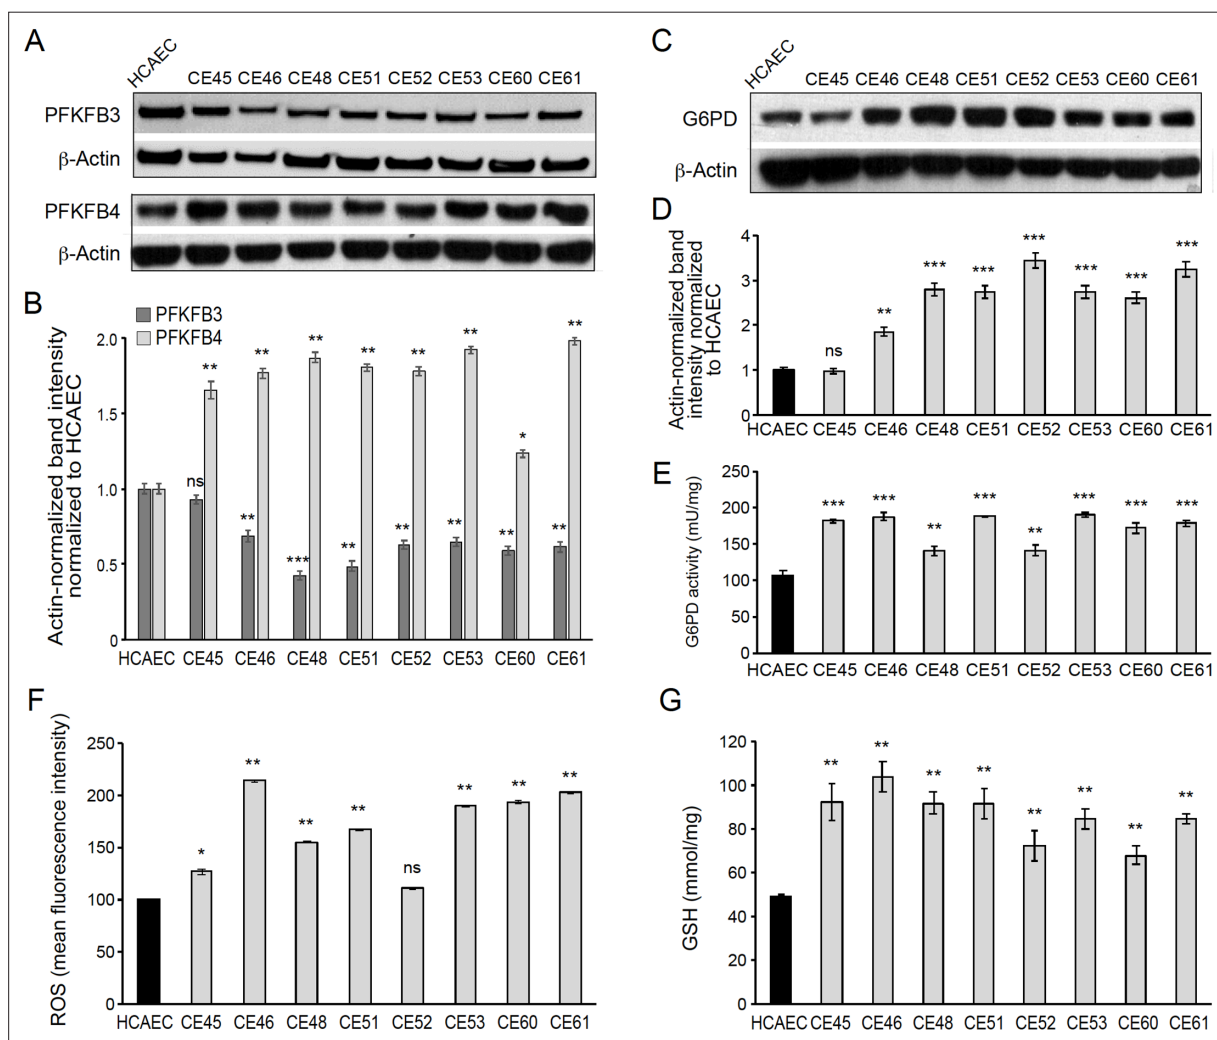 A
HCAEC CE45 CE46 CE48 CE51 CE52 CE53 CE60 CE61
PFKFB3
β-Actin
PFKFB4
β-Actin
C
HCAEC CE45 CE46 CE48 CE51 CE52 CE53 CE60 CE61
G6PD
β-Actin
B
PFKFB3
PFKFB4
Actin-normalized band intensity
normalized to HCAEC
2.0
1.5
1.0
0.5
0
ns ** ** ** *** ** ** ** ** ** ** ** ** * ** **
HCAEC CE45 CE46 CE48 CE51 CE52 CE53 CE60 CE61
D
Actin-normalized band
intensity normalized
to HCAEC
4
3
2
1
0
ns ** *** *** *** *** *** ***
HCAEC CE45 CE46 CE48 CE51 CE52 CE53 CE60 CE61
E
G6PD activity (mU/mg)
250
200
150
100
50
0
*** *** ** *** ** *** *** ***
HCAEC CE45 CE46 CE48 CE51 CE52 CE53 CE60 CE61
F
ROS (mean fluorescence intensity)
250
200
150
100
50
0
* ** ** ** ns ** ** **
HCAEC CE45 CE46 CE48 CE51 CE52 CE53 CE60 CE61
G
GSH (mmol/mg)
120
100
80
60
40
20
0
** ** ** ** ** ** ** **
HCAEC CE45 CE46 CE48 CE51 CE52 CE53 CE60 CE61